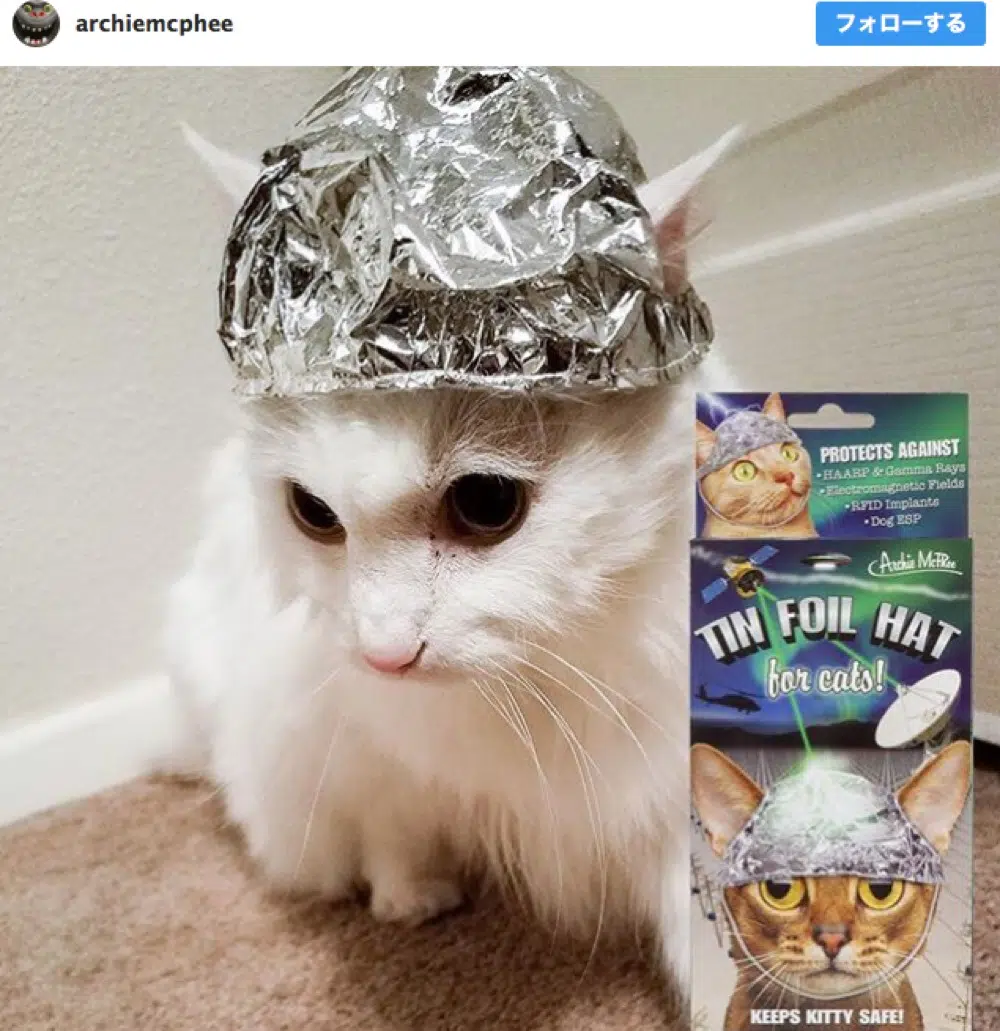 archiemcphee
フォローする
PROTECTS AGAINST
• HAARP & Gamma Rays
• Electromagnetic Fields
• RFID Implants
• Dog ESP
Archie McPhee
TIN FOIL HAT
for cats!
KEEPS KITTY SAFE!